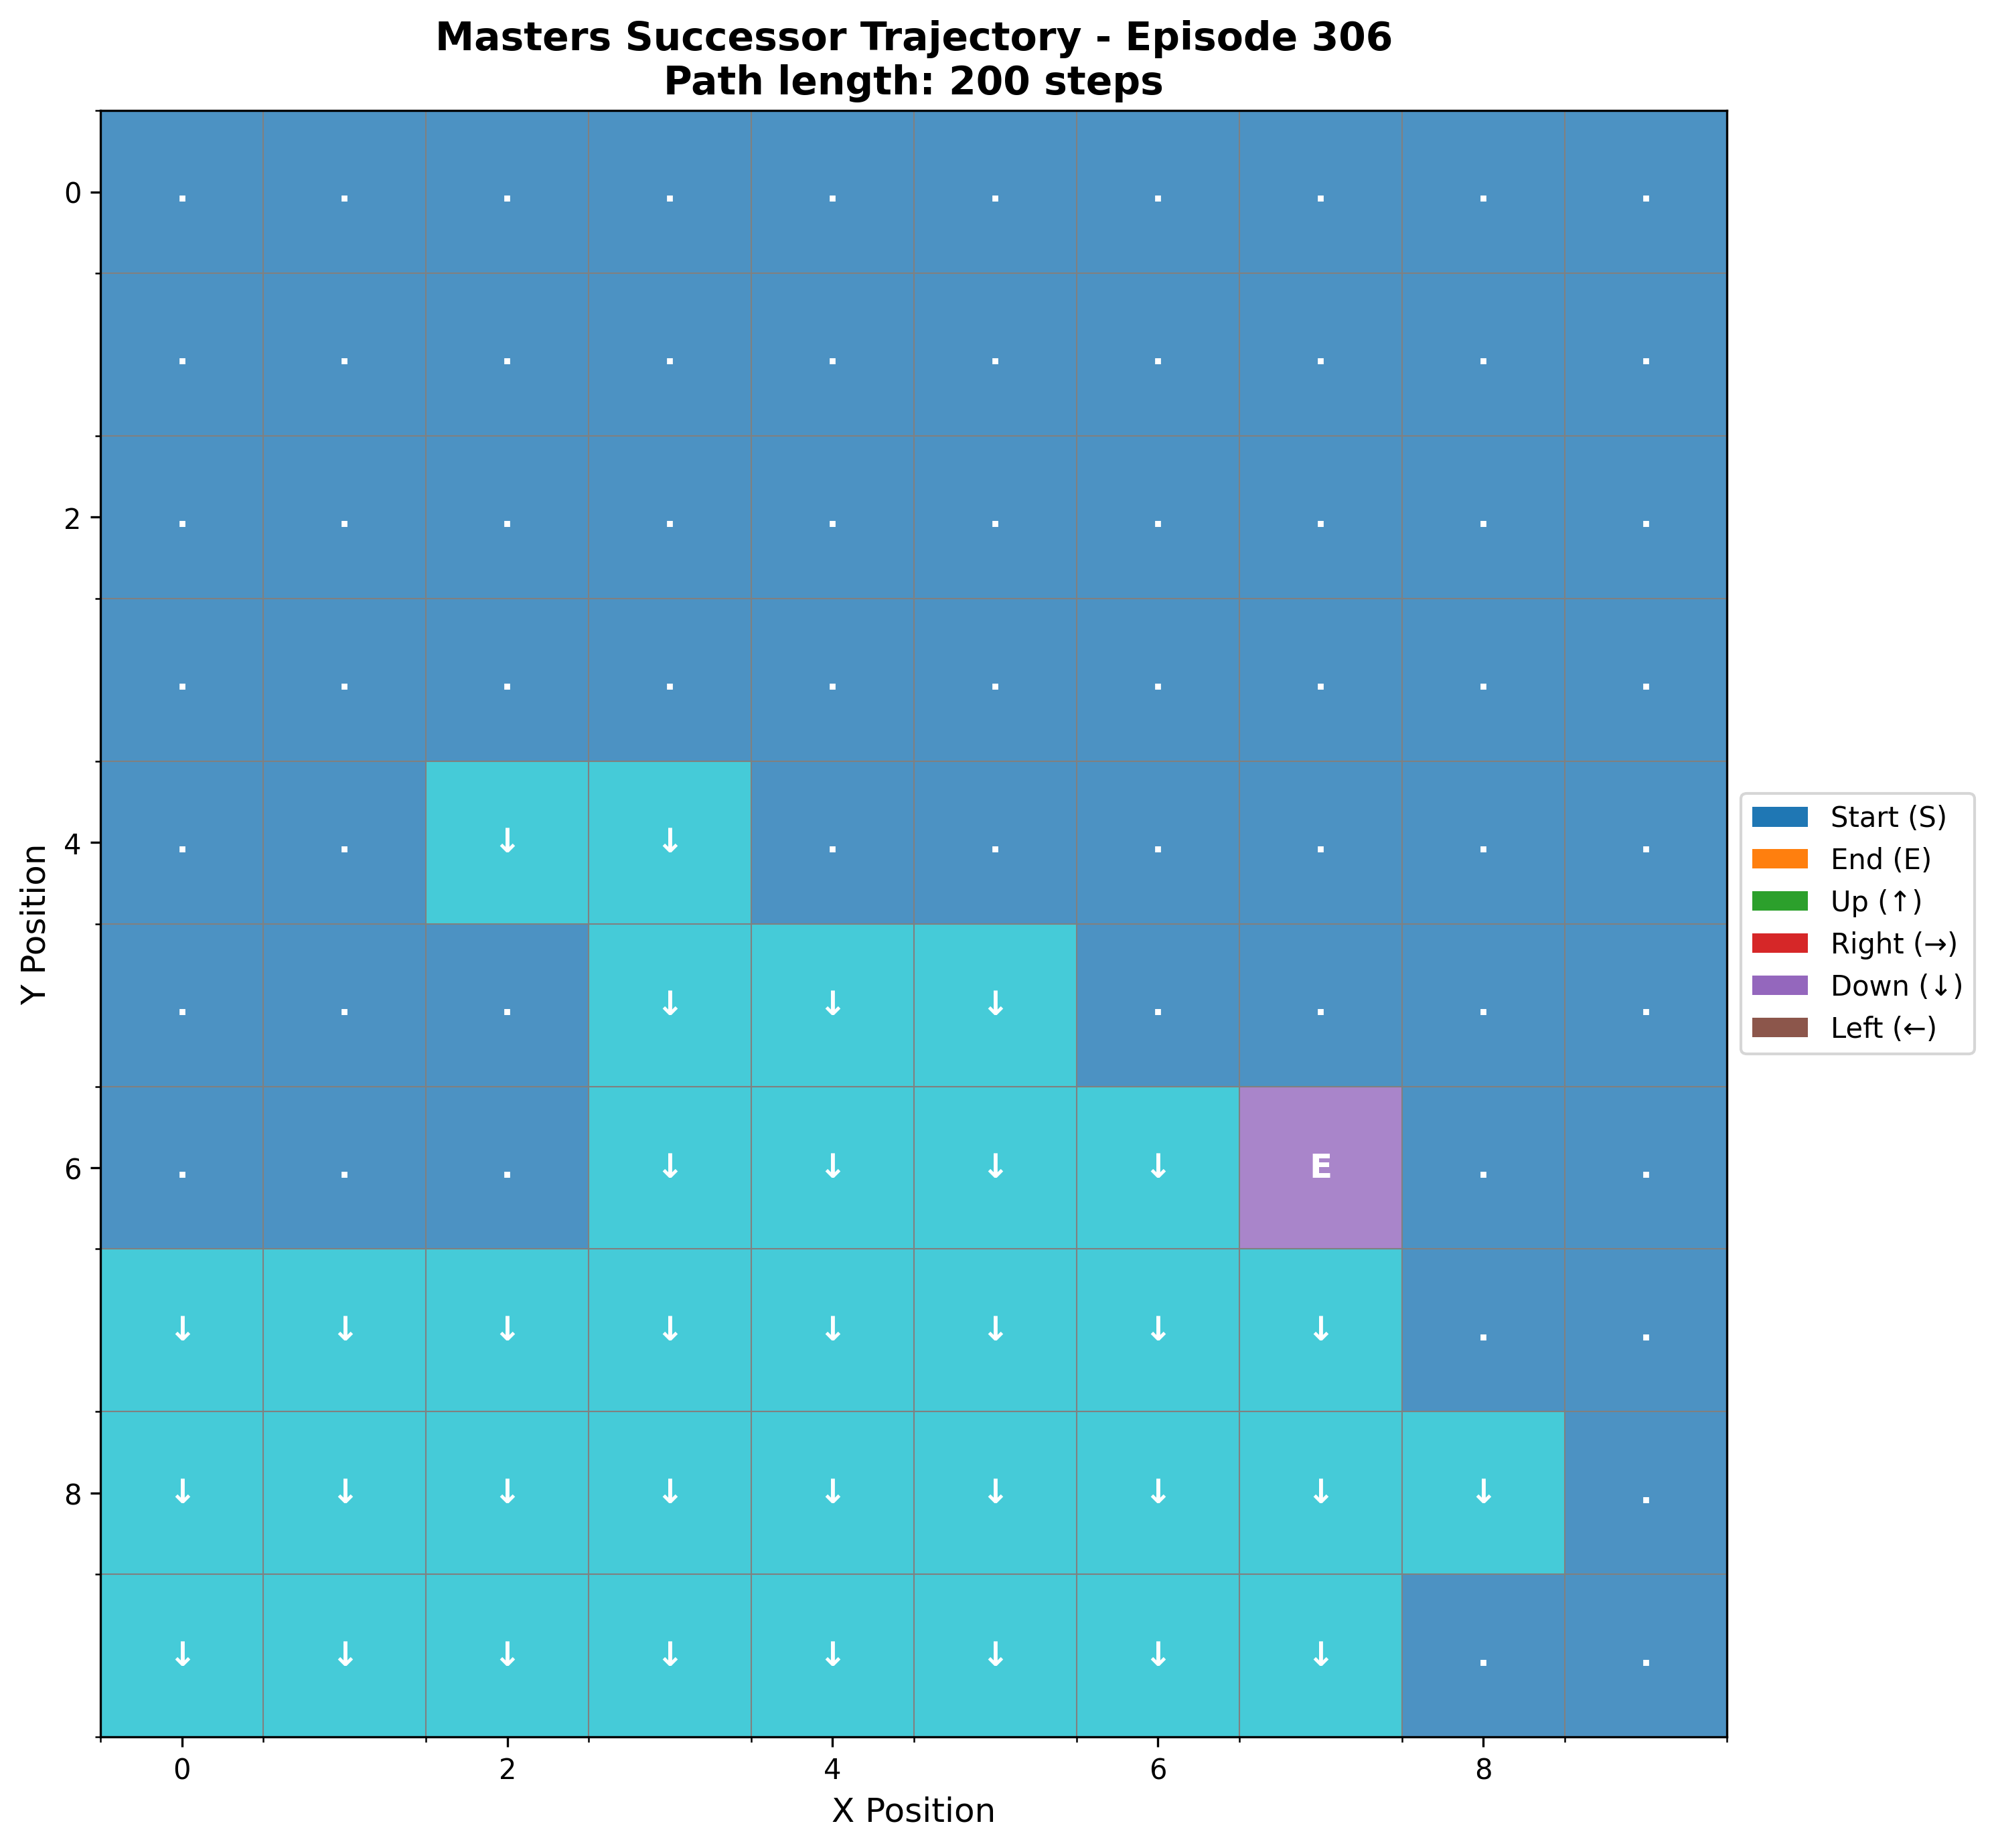 Masters Successor Trajectory - Episode 306
Path length: 200 steps
0 . . . . . . . . . .
. . . . . . . . . .
2 . . . . . . . . . .
. . . . . . . . . .
4 . . ↓ ↓ . . . . . .
. . . ↓ ↓ ↓ . . . .
6 . . . ↓ ↓ ↓ ↓ E . .
↓ ↓ ↓ ↓ ↓ ↓ ↓ ↓ . .
8 ↓ ↓ ↓ ↓ ↓ ↓ ↓ ↓ ↓ .
↓ ↓ ↓ ↓ ↓ ↓ ↓ ↓ . .
0 2 4 6 8
X Position
Y Position
Start (S)
End (E)
Up (↑)
Right (→)
Down (↓)
Left (←)